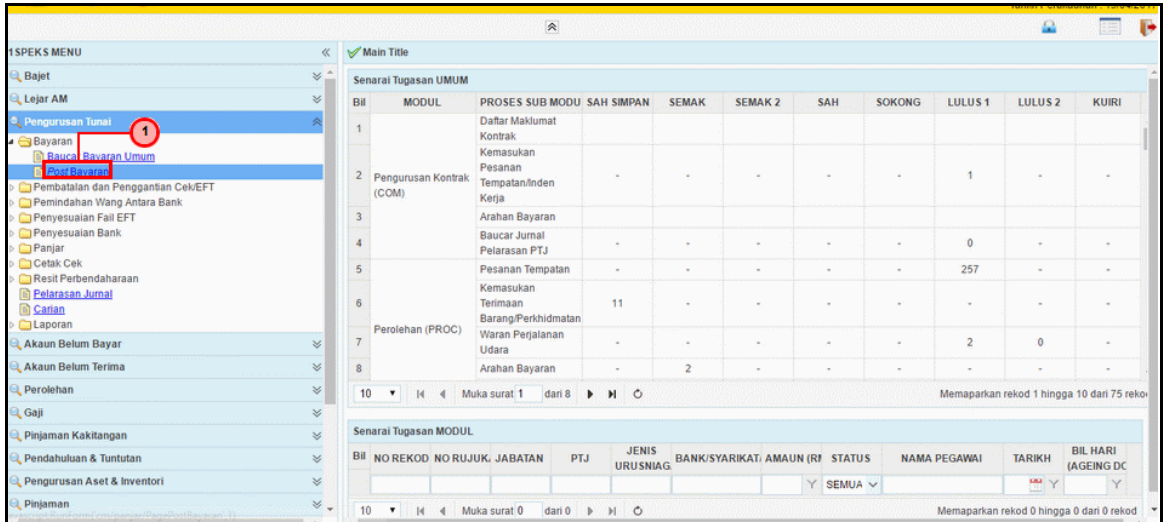 1SPEKS MENU
Main Title
Bajet
Lejar AM
Pengurusan Tunai
1
Bayaran
Baucar Bayaran Umum
Post Bayaran
Pembatalan dan Penggantian Cek/EFT
Pemindahan Wang Antara Bank
Penyesuaian Fail EFT
Penyesuaian Bank
Panjar
Cetak Cek
Resit Perbendaharaan
Pelarasan Jurnal
Carian
Laporan
Akaun Belum Bayar
Akaun Belum Terima
Perolehan
Gaji
Pinjaman Kakitangan
Pendahuluan & Tuntutan
Pengurusan Aset & Inventori
Pinjaman
Senarai Tugasan UMUM
Bil MODUL PROSES SUB MODU SAH SIMPAN SEMAK SEMAK 2 SAH SOKONG LULUS 1 LULUS 2 KUIRI
Pengurusan Kontrak
(COM)
1 Daftar Maklumat
Kontrak
2 Kemasukan
Pesanan
Tempatan/Inden
Kerja
- - - - - 1 - -
3 Arahan Bayaran
4 Baucar Jurnal
Pelarasan PTJ
- - - - - 0 - -
Perolehan (PROC)
5 Pesanan Tempatan - - - - - 257 - -
6 Kemasukan
Terimaan
Barang/Perkhidmatan
11 - - - - - - -
7 Waran Perjalanan
Udara
- - - - - 2 0 -
8 Arahan Bayaran - 2 - - - - - -
10 Muka surat 1 dari 8 Memaparkan rekod 1 hingga 10 dari 75 reko
Senarai Tugasan MODUL
Bil NO REKOD NO RUJUK JABATAN PTJ JENIS
URUSNIAG BANK/SYARIKAT AMAUN (RM STATUS NAMA PEGAWAI TARIKH BIL HARI
(AGEING DC
SEMUA
10 Muka surat 0 dari 0 Memaparkan rekod 0 hingga 0 dari 0 rekod